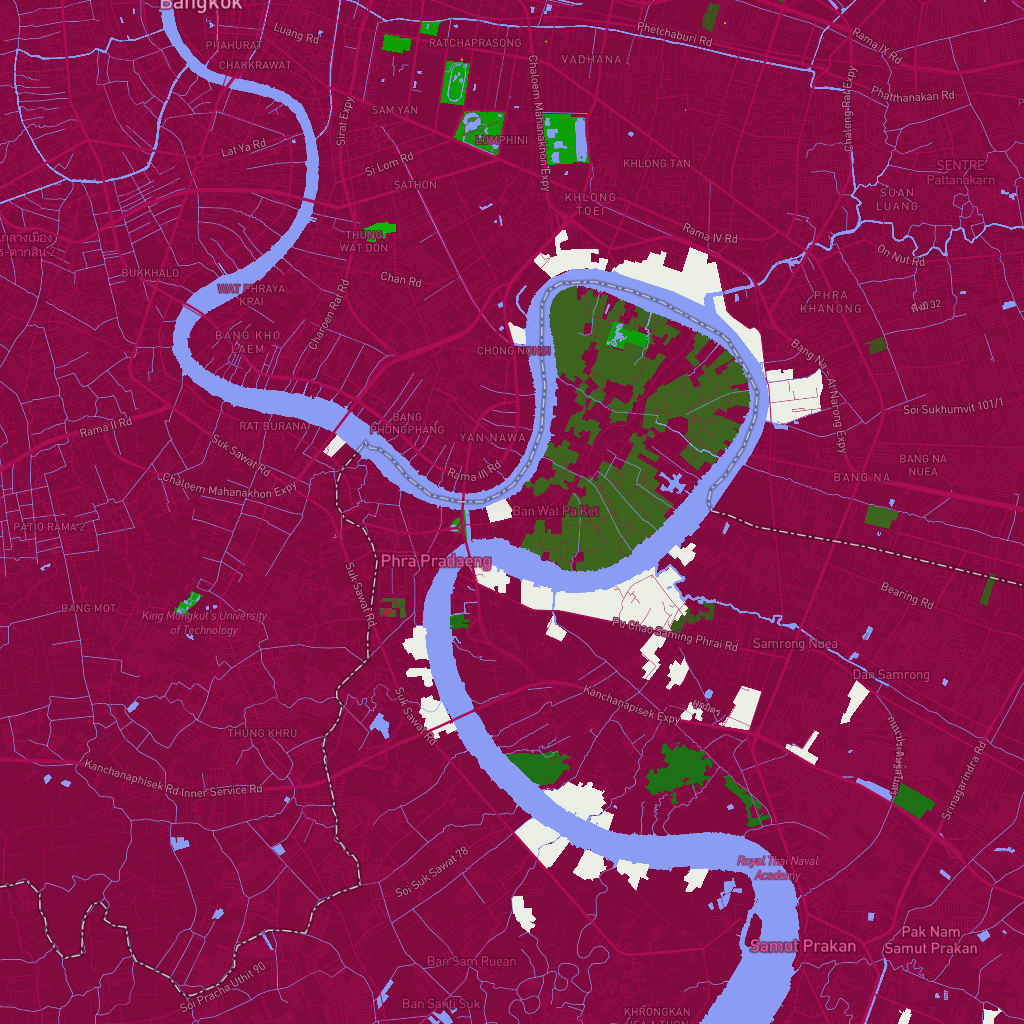 Bangkok
Luang Rd
Phetchaburi Rd
Rama IX Rd
PHAHURAT
CHAKKRAWAT
RATCHAPRASONG
VADHANA
Phatthanakan Rd
Chalong Rat Expy
Sirat Expy
SAM YAN
Chaloem Mahanakhon Expy
LUMPHINI
Lat Ya Rd
Si Lom Rd
KHLONG TAN
SENTRE
Pattanakarn
SATHON
KHLONG
TOEI
SUAN
LUANG
THUNG
WAT DON
Rama IV Rd
On Nut Rd
BUKKHALO
Chan Rd
WAT PHRAYA
KRAI
PHRA
KHANONG
Charoen Rat Rd
BANG KHO
LAEM
CHONG NONSI
Bang Na - At Narong Expy
Soi Sukhumvit 101/1
Rama II Rd
RAT BURANA
BANG
PHONGPHANG
YAN NAWA
Suk Sawat Rd
Rama III Rd
BANG NA
NUEA
BANG NA
Chaloem Mahanakhon Expy
Ban Wat Pa Ket
PATIO RAMA 2
Phra Pradaeng
Suk Sawat Rd
Bearing Rd
BANG MOT
King Mongkut's University
of Technology
Pu Chao Saming Phrai Rd
Samrong Nuea
Dan Samrong
Kanchanapisek Expy
Suk Sawat Rd
THUNG KHRU
Srinagarindra Rd
Kanchanaphisek Rd Inner Service Rd
Soi Suk Sawat 78
Royal Thai Naval
Academy
Pak Nam
Samut Prakan
Samut Prakan
Ban Sam Ruean
Soi Pracha Uthit 90
Ban Santi Suk
KHRONGKAN